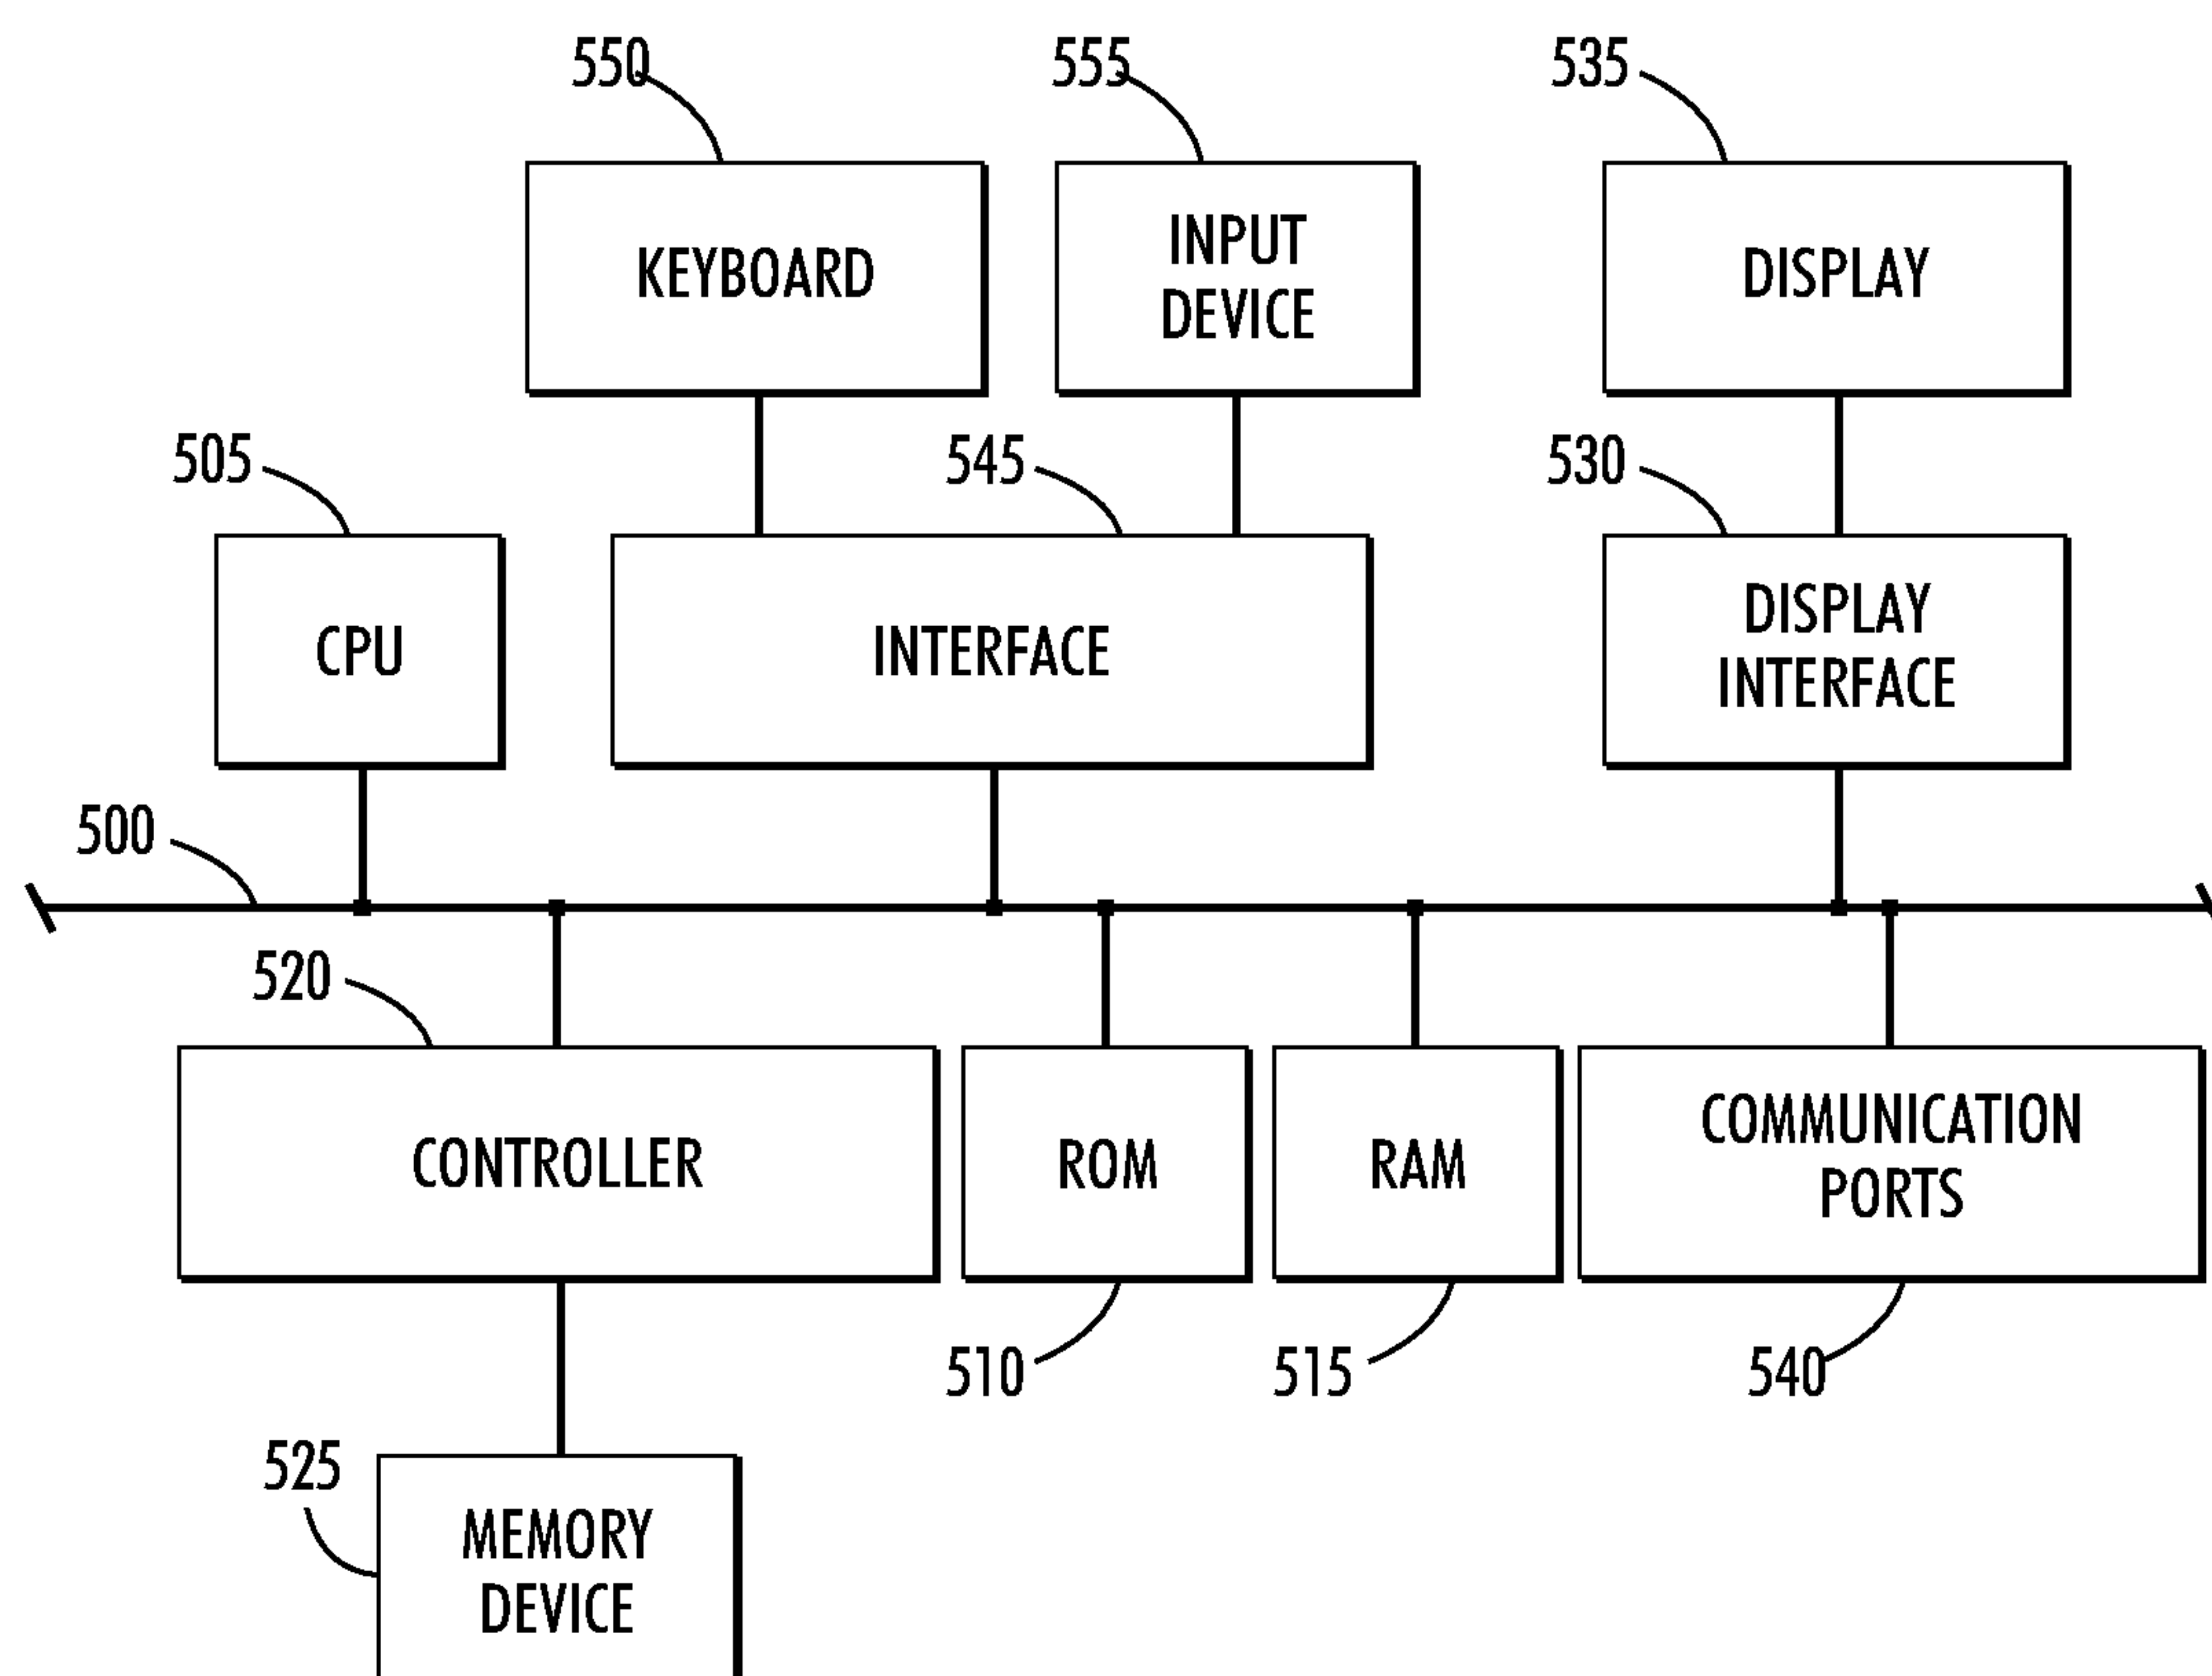 550
555
535
KEYBOARD
INPUT
DEVICE
DISPLAY
505
545
530
CPU
INTERFACE
DISPLAY
INTERFACE
500
520
CONTROLLER
ROM
RAM
COMMUNICATION
PORTS
510
515
540
525
MEMORY
DEVICE